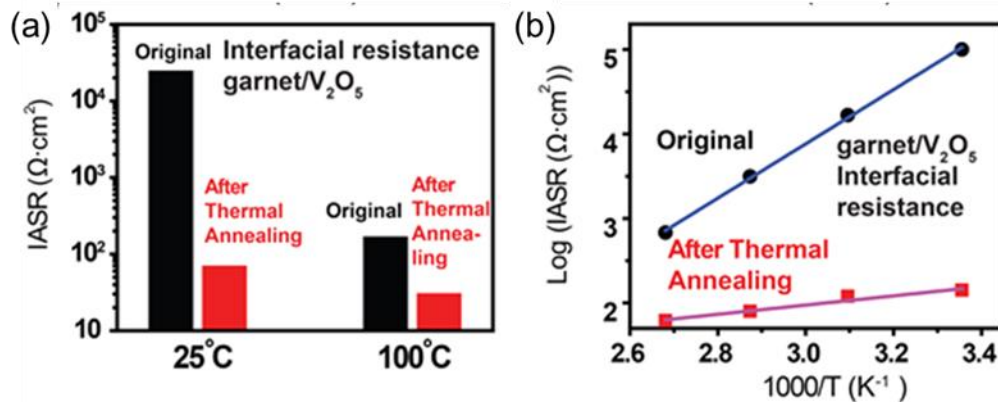 (a)
IASR (Ω·cm²)
10⁵
10⁴
10³
10²
10
Original
Interfacial resistance
garnet/V₂O₅
After
Thermal
Annealing
Original
After
Thermal
Annea-
ling
25°C
100°C
(b)
Log (IASR (Ω·cm²))
5
4
3
2
Original
garnet/V₂O₅
Interfacial
resistance
After Thermal
Annealing
2.6 2.8 3.0 3.2 3.4
1000/T (K⁻¹)